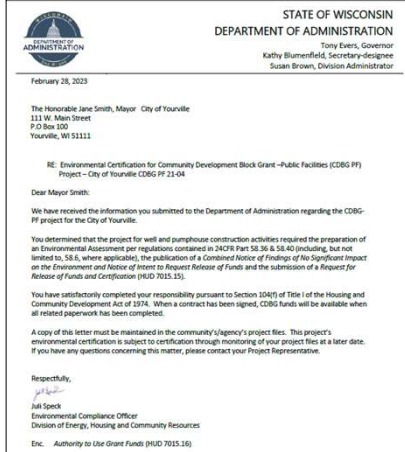 WISCONSIN
DEPARTMENT OF
ADMINISTRATION
STATE OF WISCONSIN
DEPARTMENT OF ADMINISTRATION
Tony Evers, Governor
Kathy Blumenfield, Secretary-designee
Susan Brown, Division Administrator
February 28, 2023
The Honorable Jane Smith, Mayor City of Yourville
111 W. Main Street
P.O Box 100
Yourville, WI 51111
RE: Environmental Certification for Community Development Block Grant –Public Facilities (CDBG PF)
Project – City of Yourville CDBG PF 21-04
Dear Mayor Smith:
We have received the information you submitted to the Department of Administration regarding the CDBG-
PF project for the City of Yourville.
You determined that the project for well and pumphouse construction activities required the preparation of
an Environmental Assessment per regulations contained in 24CFR Part 58.36 & 58.40 (including, but not
limited to, 58.6, where applicable), the publication of a Combined Notice of Findings of No Significant Impact
on the Environment and Notice of Intent to Request Release of Funds and the submission of a Request for
Release of Funds and Certification (HUD 7015.15).
You have satisfactorily completed your responsibility pursuant to Section 104(f) of Title I of the Housing and
Community Development Act of 1974. When a contract has been signed, CDBG funds will be available when
all related paperwork has been completed.
A copy of this letter must be maintained in the community's/agency's project files. This project's
environmental certification is subject to certification through monitoring of your project files at a later date.
If you have any questions concerning this matter, please contact your Project Representative.
Respectfully,
Juli Speck
Environmental Compliance Officer
Division of Energy, Housing and Community Resources
Enc. Authority to Use Grant Funds (HUD 7015.16)